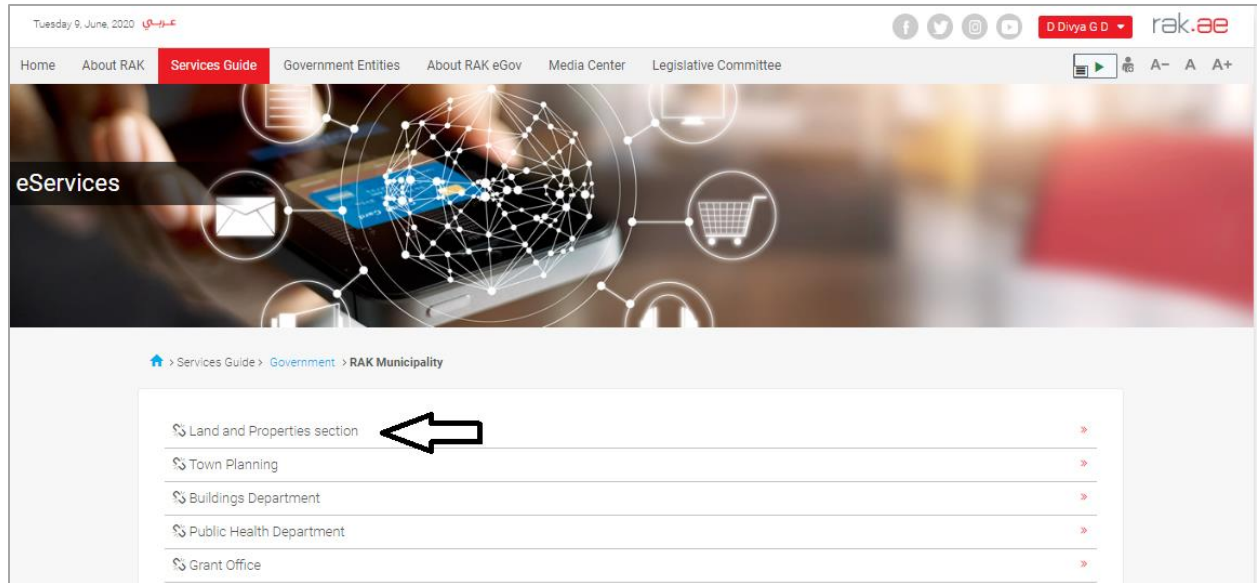 Tuesday 9, June, 2020 عـربـي
D Divya G D rak.ae
Home About RAK Services Guide Government Entities About RAK eGov Media Center Legislative Committee A- A A+
eServices
> Services Guide > Government > RAK Municipality
Land and Properties section »
Town Planning »
Buildings Department »
Public Health Department »
Grant Office »